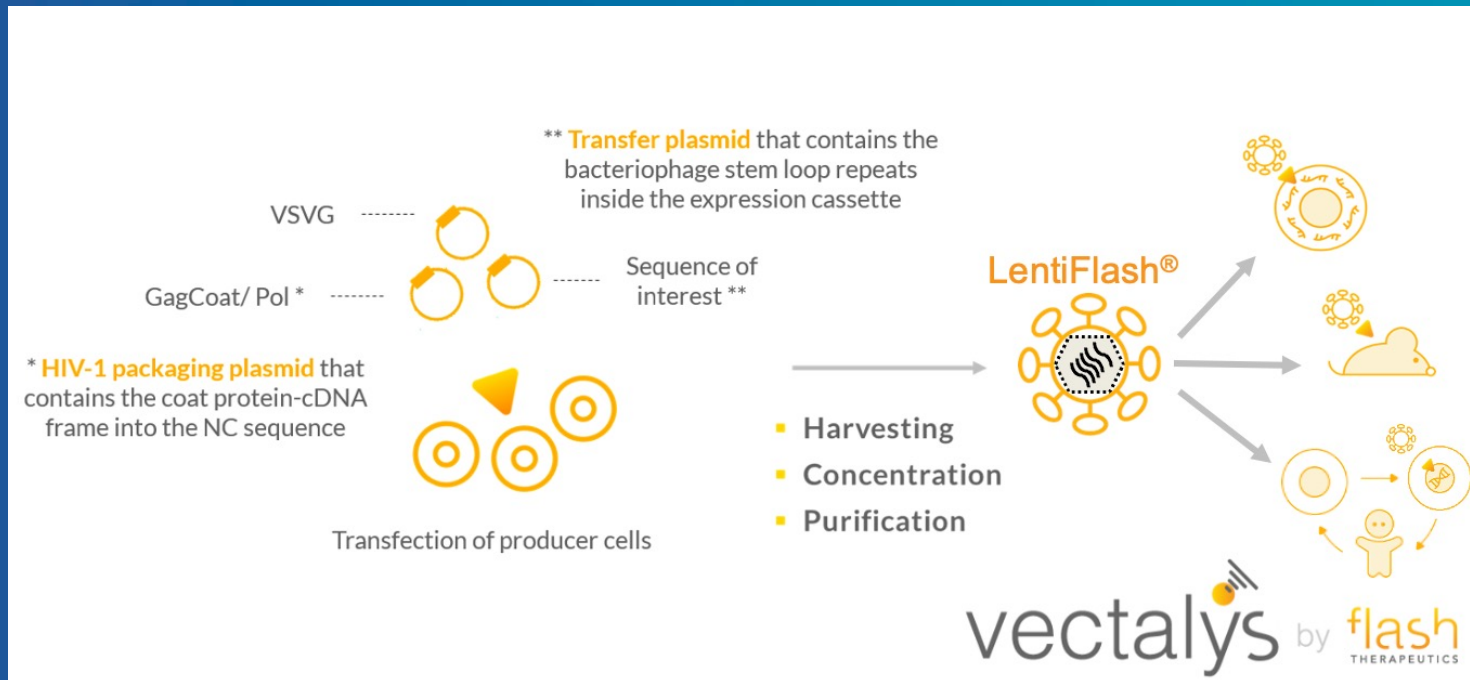 ** Transfer plasmid that contains the
bacteriophage stem loop repeats
inside the expression cassette
VSVG
GagCoat/ Pol *
Sequence of
interest **
* HIV-1 packaging plasmid that
contains the coat protein-cDNA
frame into the NC sequence
Transfection of producer cells
Harvesting
Concentration
Purification
LentiFlash®
vectalys by flash
THERAPEUTICS